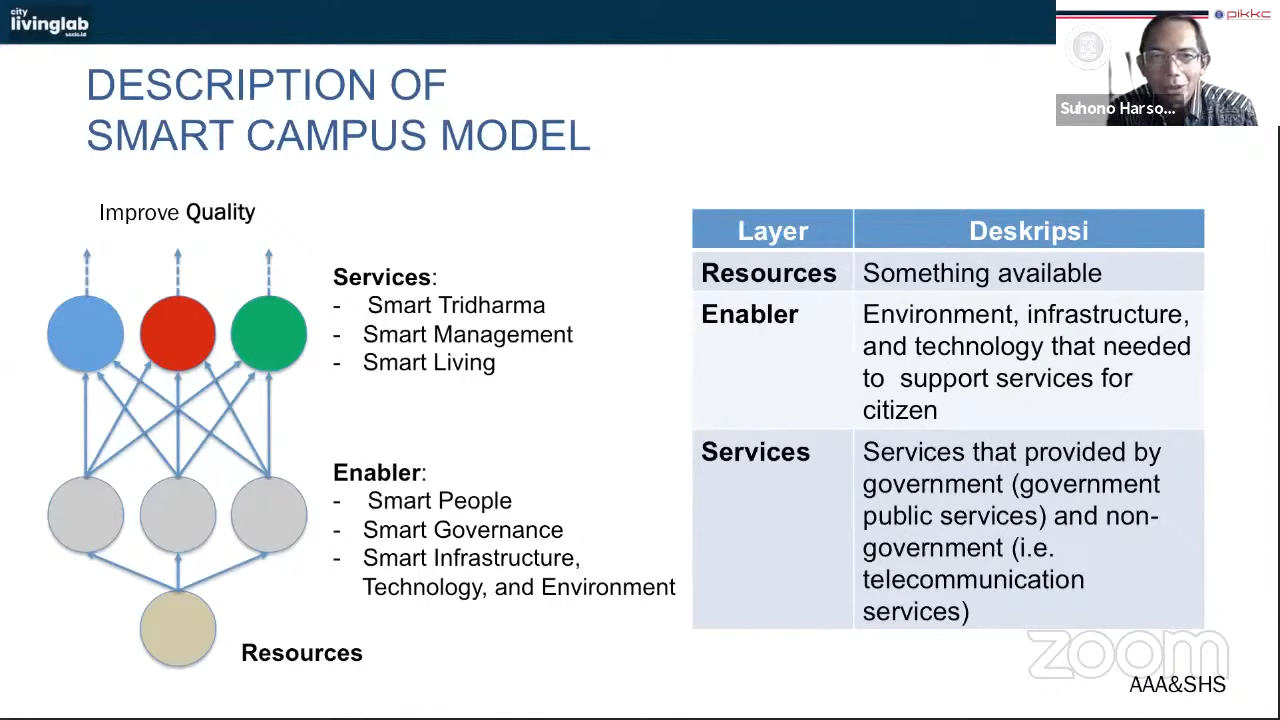 city
livinglab
socio.id
pikkc
Suhono Harso...
DESCRIPTION OF
SMART CAMPUS MODEL
Improve Quality
Services:
- Smart Tridharma
- Smart Management
- Smart Living
Enabler:
- Smart People
- Smart Governance
- Smart Infrastructure,
Technology, and Environment
Resources
Layer Deskripsi
Resources Something available
Enabler Environment, infrastructure,
and technology that needed
to support services for
citizen
Services Services that provided by
government (government
public services) and non-
government (i.e.
telecommunication
services)
zoom
AAA&SHS